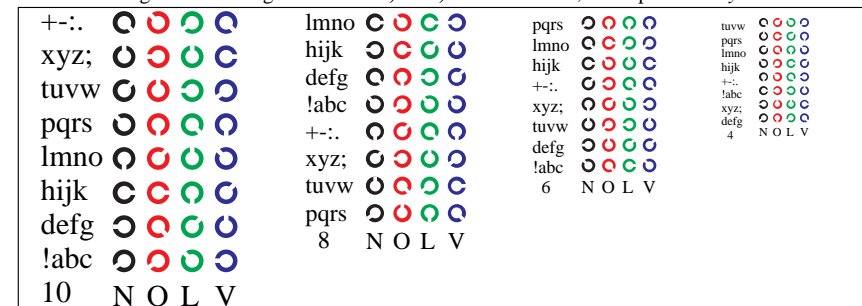 +-:.
xyz;
tuvw
pqrs
lmno
hijk
defg
!abc
10 N O L V
lmno
hijk
defg
!abc
+-:.
xyz;
tuvw
pqrs
8 N O L V
pqrs
lmno
hijk
+-:.
xyz;
tuvw
defg
!abc
6 N O L V
tuvw
pqrs
lmno
hijk
+-:.
!abc
xyz;
defg
4 N O L V